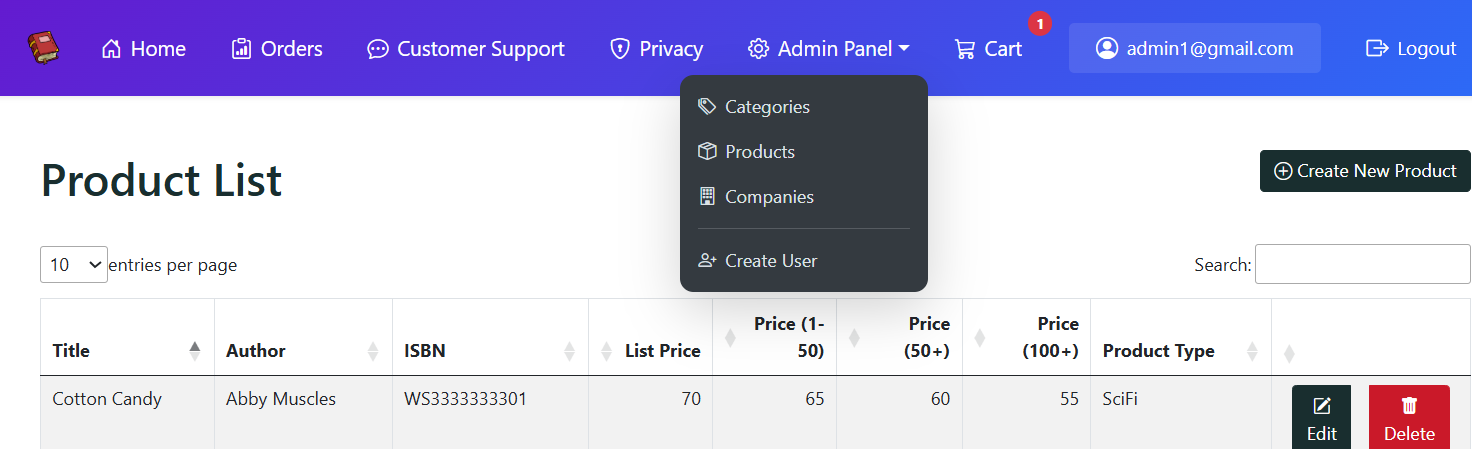 Home Orders Customer Support Privacy Admin Panel Cart 1 admin1@gmail.com Logout
Categories
Products
Companies
Create User
Product List
Create New Product
10 entries per page
Search:
Title Author ISBN List Price Price (1-50) Price (50+) Price (100+) Product Type
Cotton Candy Abby Muscles WS3333333301 70 65 60 55 SciFi Edit Delete